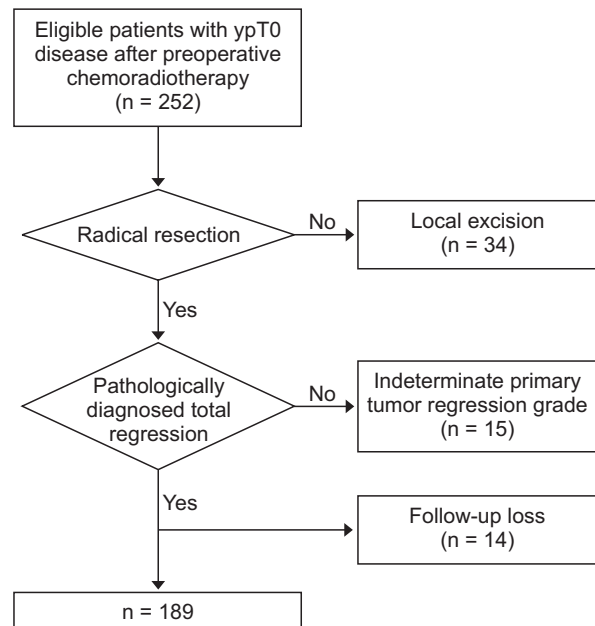 Eligible patients with ypT0
disease after preoperative
chemoradiotherapy
(n = 252)
Radical resection
No
Local excision
(n = 34)
Yes
Pathologically
diagnosed total
regression
No
Indeterminate primary
tumor regression grade
(n = 15)
Yes
Follow-up loss
(n = 14)
n = 189